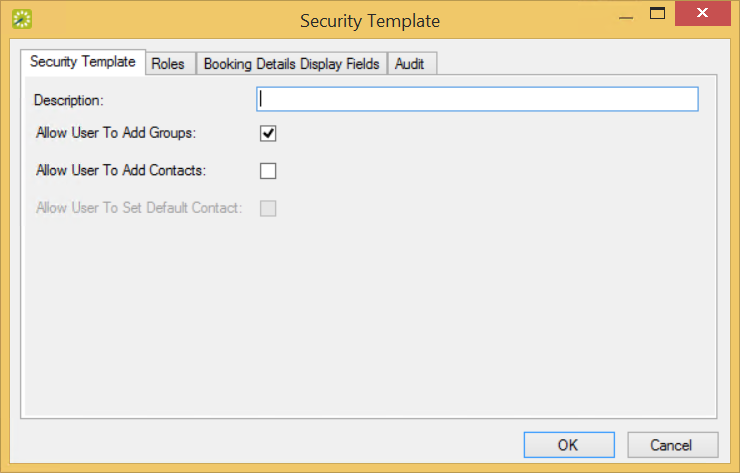 Security Template
Security Template Roles Booking Details Display Fields Audit
Description:
Allow User To Add Groups:
Allow User To Add Contacts:
Allow User To Set Default Contact:
OK Cancel